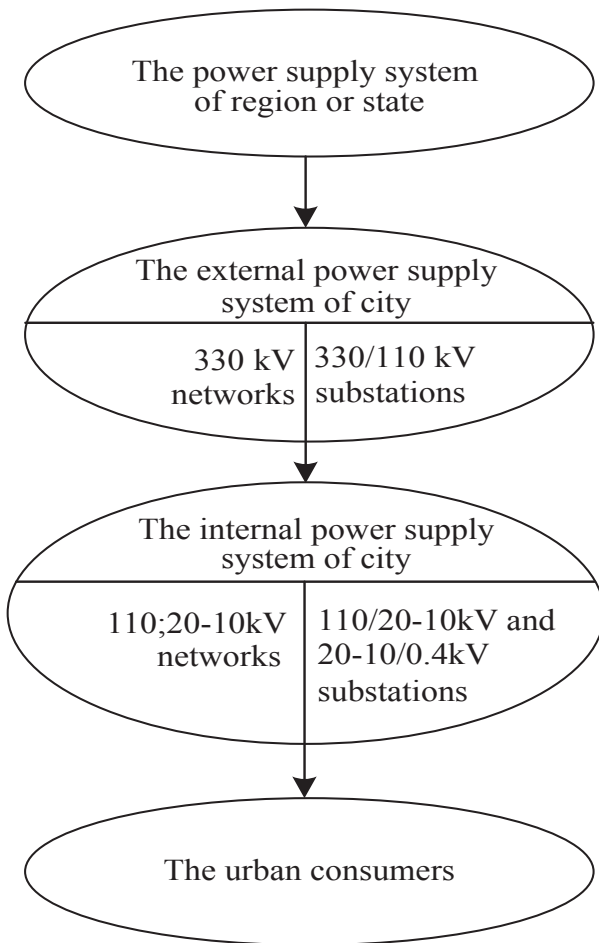 The power supply system
of region or state
The external power supply
system of city
330 kV
networks
330/110 kV
substations
The internal power supply
system of city
110;20-10kV
networks
110/20-10kV and
20-10/0.4kV
substations
The urban consumers